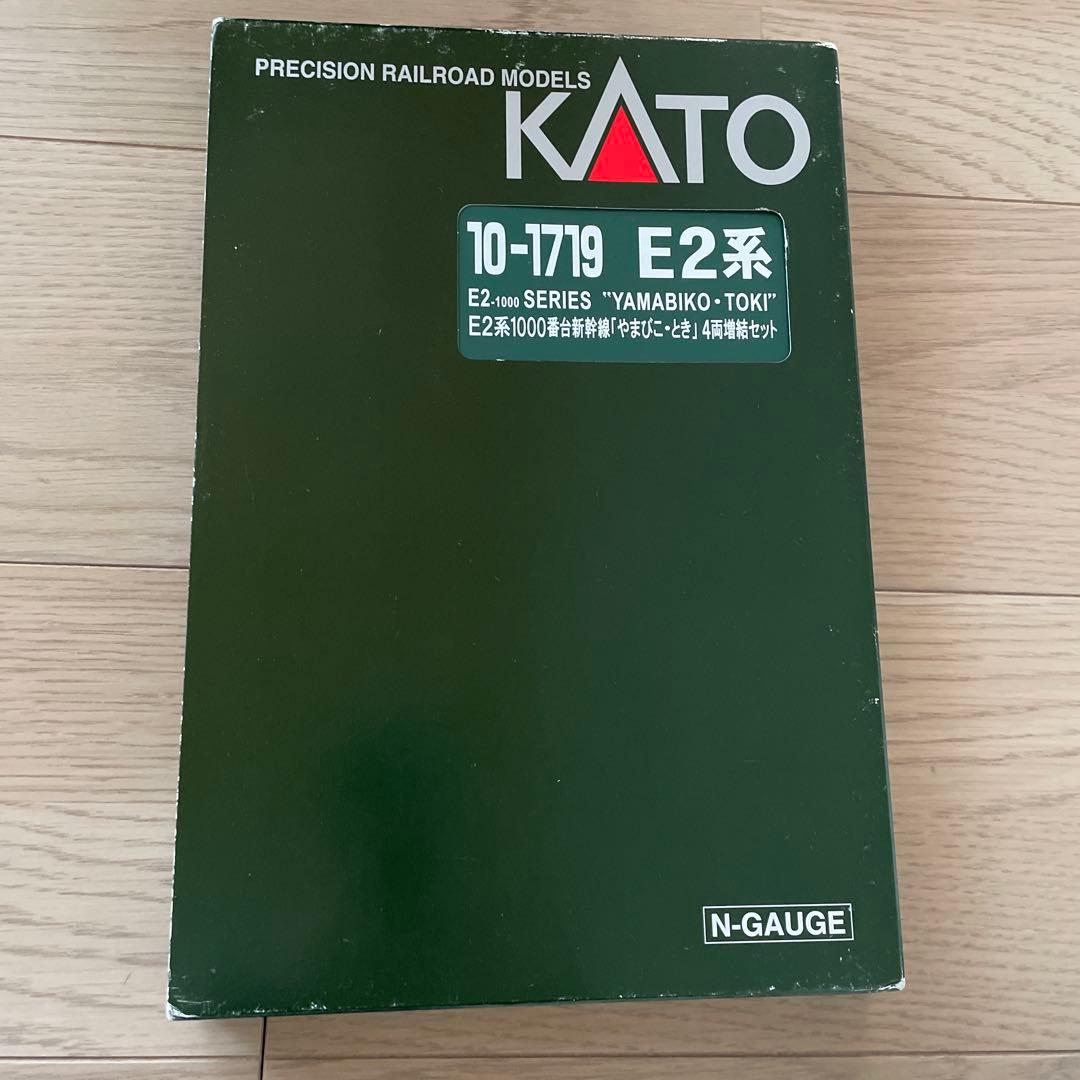 PRECISION RAILROAD MODELS
KATO
10-1719 E2系
E2-1000 SERIES "YAMABIKO・TOKI"
E2系1000番台新幹線「やまびこ・とき」4両増結セット
N-GAUGE